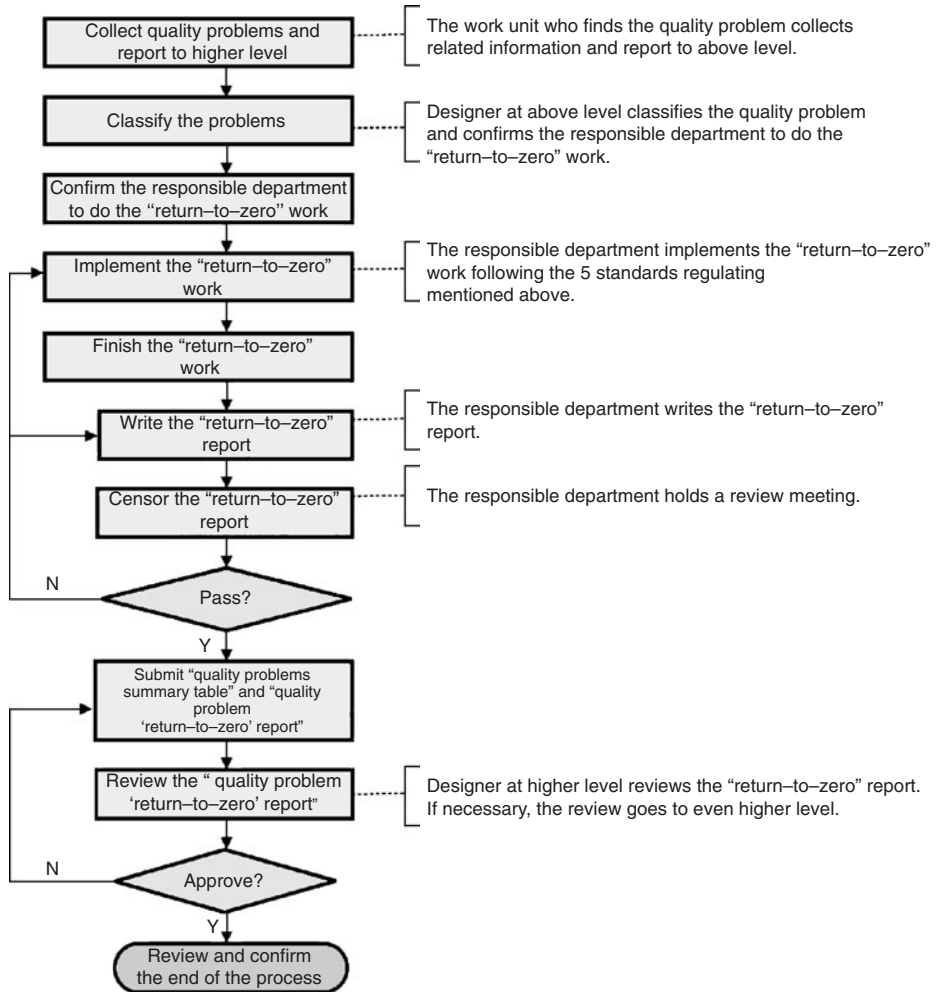 Collect quality problems and
report to higher level
The work unit who finds the quality problem collects
related information and report to above level.
Classify the problems
Designer at above level classifies the quality problem
and confirms the responsible department to do the
“return–to–zero” work.
Confirm the responsible department
to do the ‘‘return–to–zero’’ work
Implement the “return–to–zero”
work
The responsible department implements the “return–to–zero”
work following the 5 standards regulating
mentioned above.
Finish the “return–to–zero”
work
Write the “return–to–zero”
report
The responsible department writes the “return–to–zero”
report.
Censor the “return–to–zero”
report
The responsible department holds a review meeting.
N
Pass?
Y
Submit “quality problems
summary table” and “quality
problem
‘return–to–zero’ report”
Review the “ quality problem
‘return–to–zero’ report”
Designer at higher level reviews the “return–to–zero” report.
If necessary, the review goes to even higher level.
N
Approve?
Y
Review and confirm
the end of the process